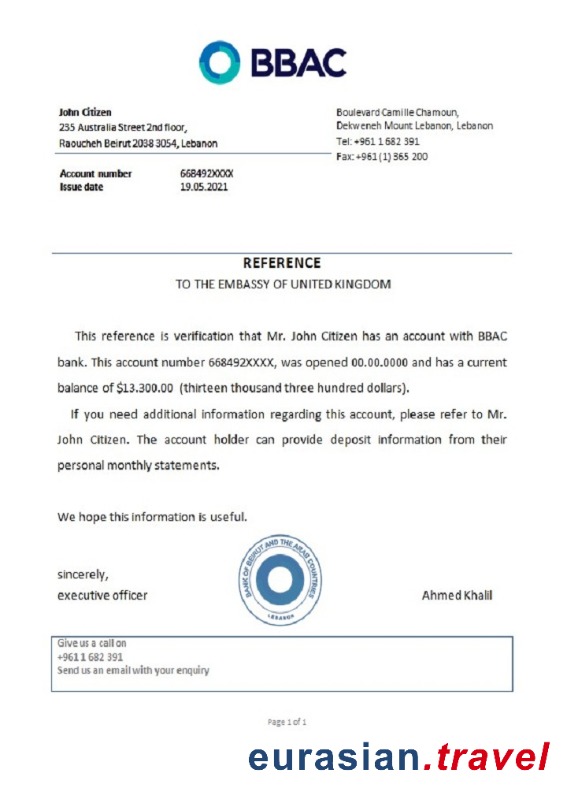 BBAC
John Citizen
235 Australia Street 2nd floor,
Raoucheh Beirut 2038 3054, Lebanon
Boulevard Camille Chamoun,
Dekweneh Mount Lebanon, Lebanon
Tel: +961 1 682 391
Fax: +961 (1) 365 200
Account number 668492XXXX
Issue date 19.05.2021
REFERENCE
TO THE EMBASSY OF UNITED KINGDOM
This reference is verification that Mr. John Citizen has an account with BBAC
bank. This account number 668492XXXX, was opened 00.00.0000 and has a current
balance of $13.300.00 (thirteen thousand three hundred dollars).
If you need additional information regarding this account, please refer to Mr.
John Citizen. The account holder can provide deposit information from their
personal monthly statements.
We hope this information is useful.
BANK OF BEIRUT AND THE ARAB COUNTRIES
LEBANON
sincerely,
executive officer
Ahmed Khalil
Give us a call on
+961 1 682 391
Send us an email with your enquiry
Page 1 of 1
eurasian.travel